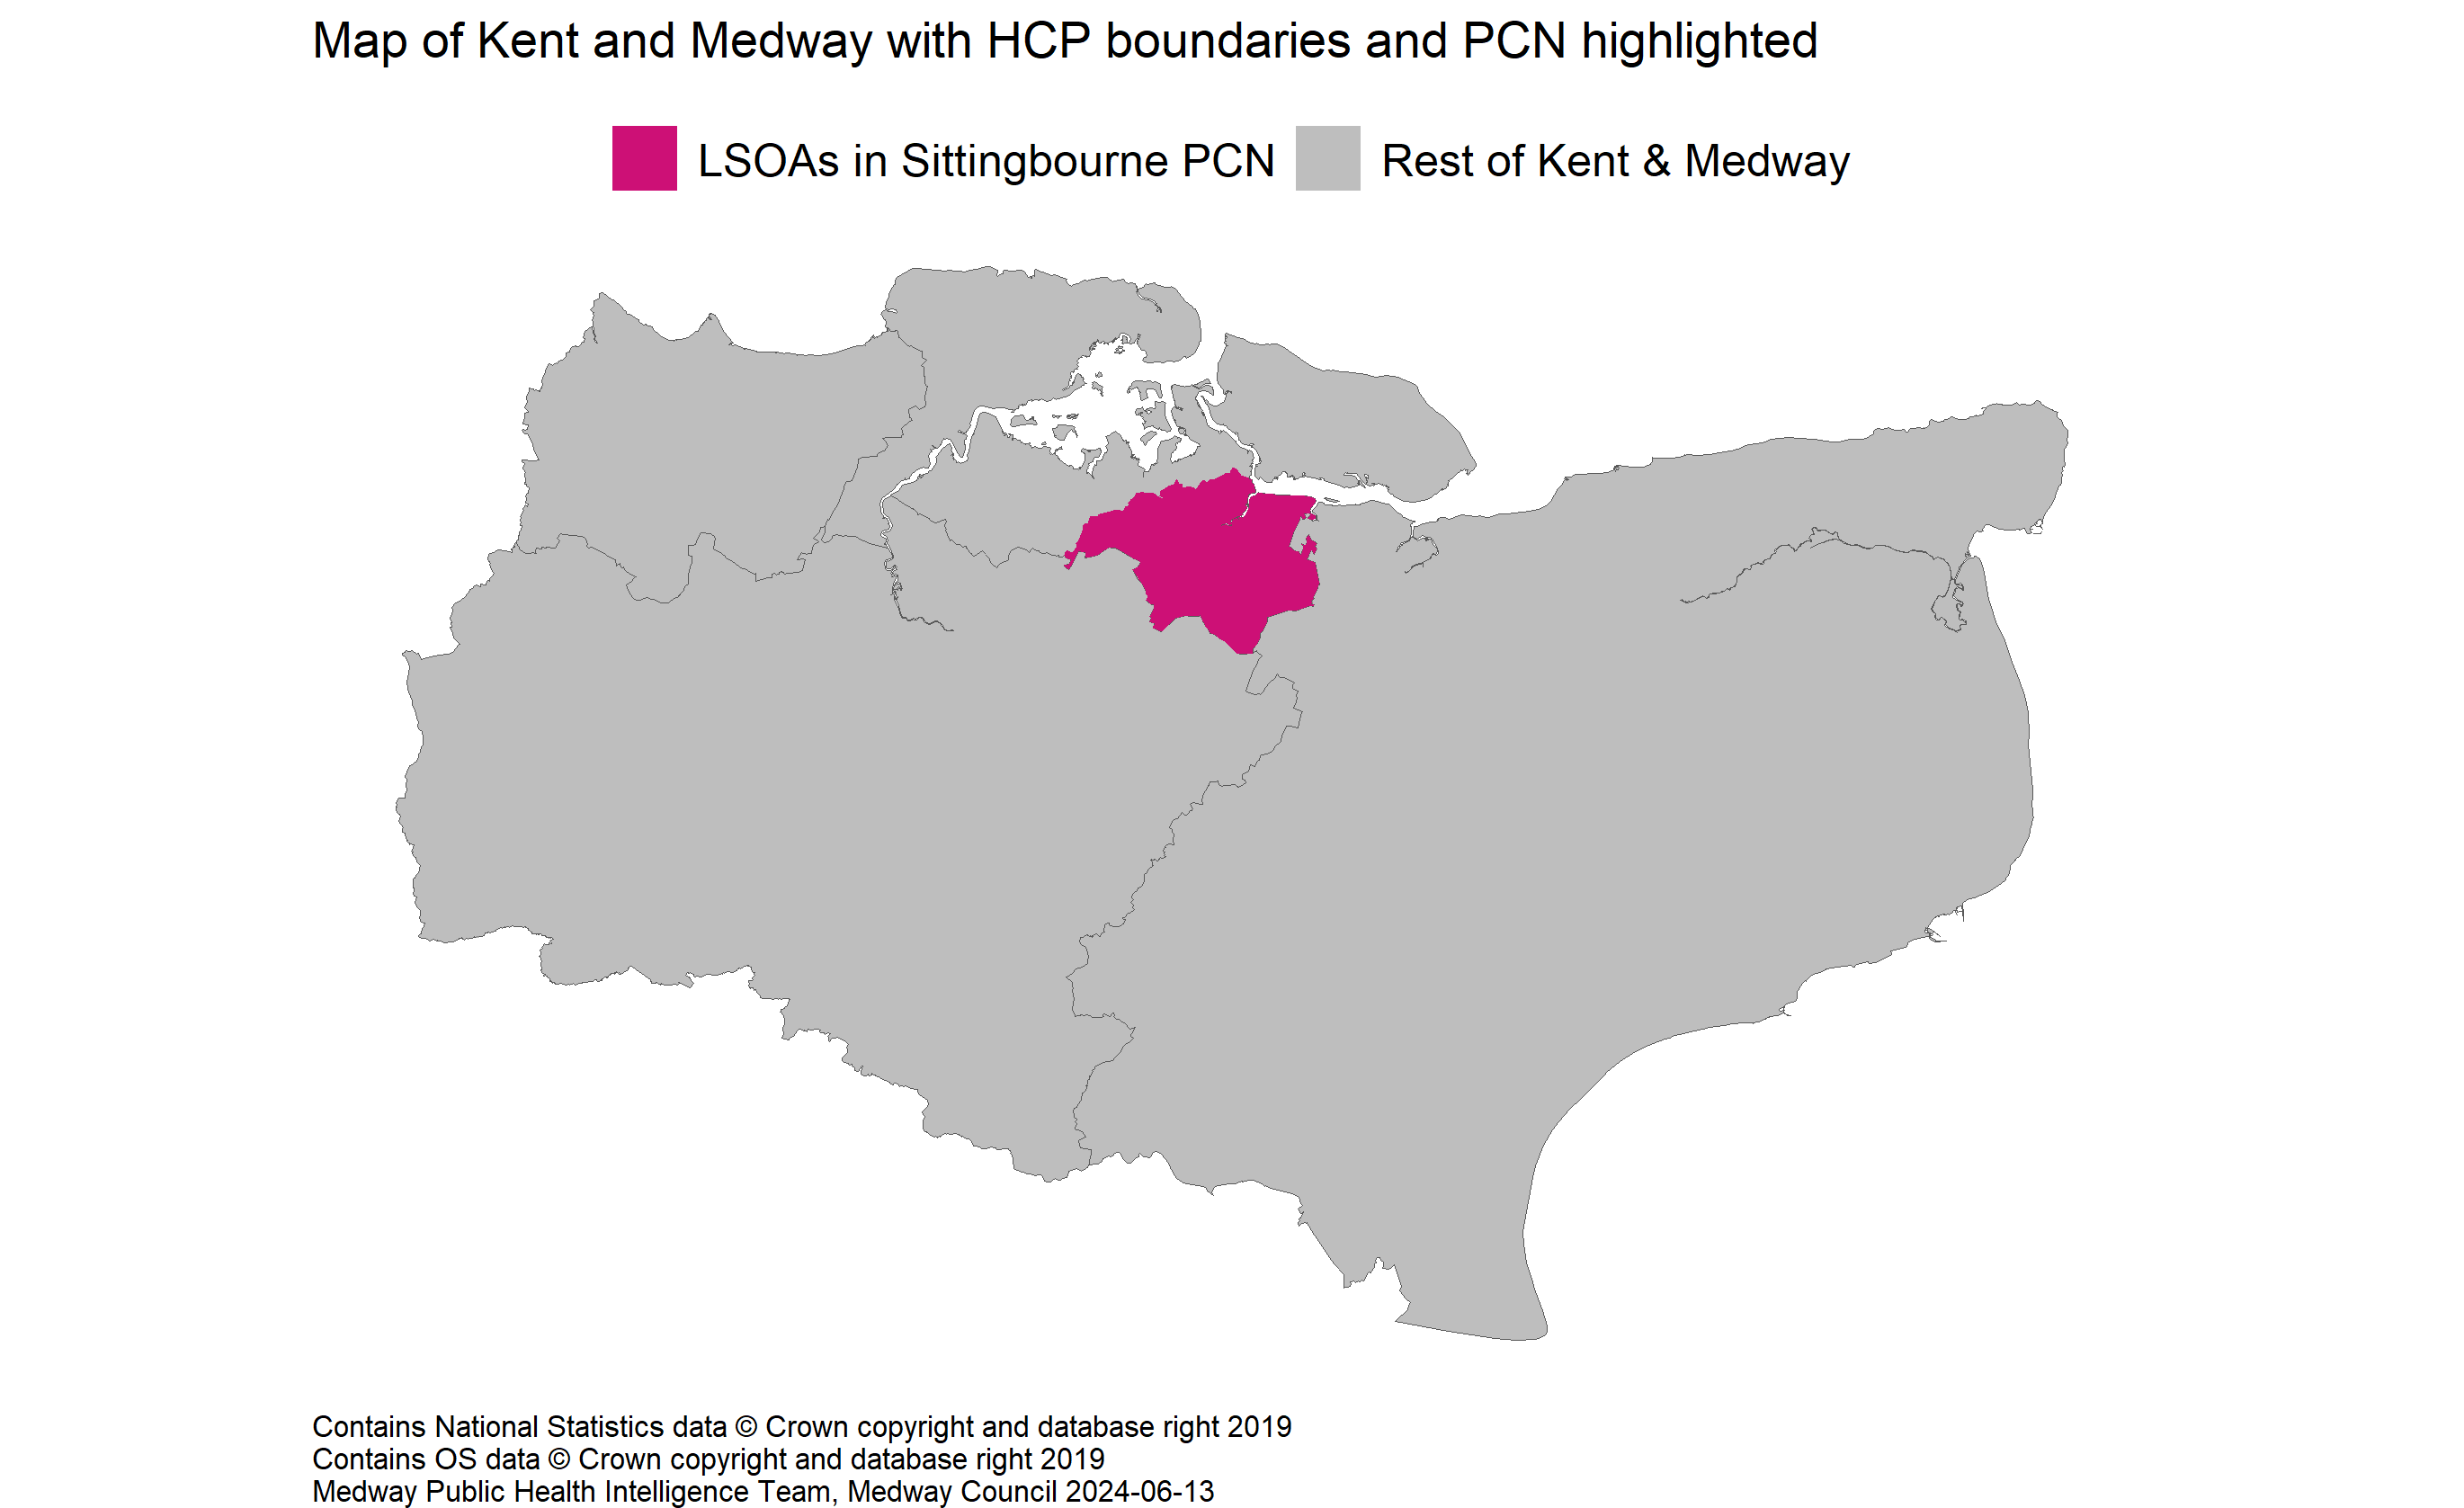 Map of Kent and Medway with HCP boundaries and PCN highlighted
LSOAs in Sittingbourne PCN Rest of Kent & Medway
Contains National Statistics data © Crown copyright and database right 2019
Contains OS data © Crown copyright and database right 2019
Medway Public Health Intelligence Team, Medway Council 2024-06-13